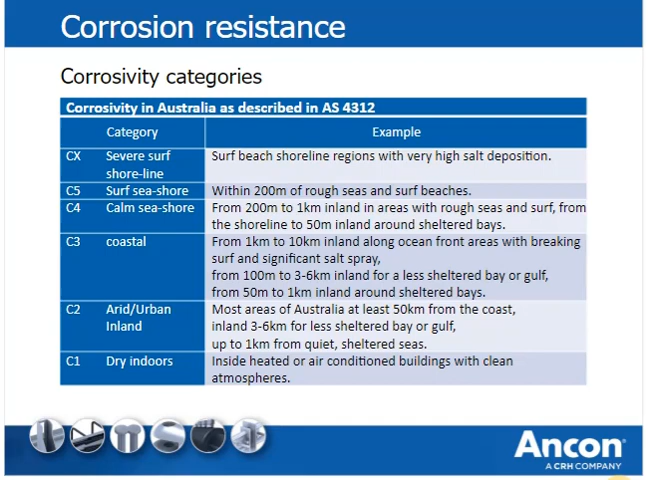 Corrosion resistance
Corrosivity categories
Corrosivity in Australia as described in AS 4312
Category Example
CX Severe surf shore-line Surf beach shoreline regions with very high salt deposition.
C5 Surf sea-shore Within 200m of rough seas and surf beaches.
C4 Calm sea-shore From 200m to 1km inland in areas with rough seas and surf, from
the shoreline to 50m inland around sheltered bays.
C3 coastal From 1km to 10km inland along ocean front areas with breaking
surf and significant salt spray,
from 100m to 3-6km inland for a less sheltered bay or gulf,
from 50m to 1km inland around sheltered bays.
C2 Arid/Urban Inland Most areas of Australia at least 50km from the coast,
inland 3-6km for less sheltered bay or gulf,
up to 1km from quiet, sheltered seas.
C1 Dry indoors Inside heated or air conditioned buildings with clean
atmospheres.
Ancon®
A CRH COMPANY